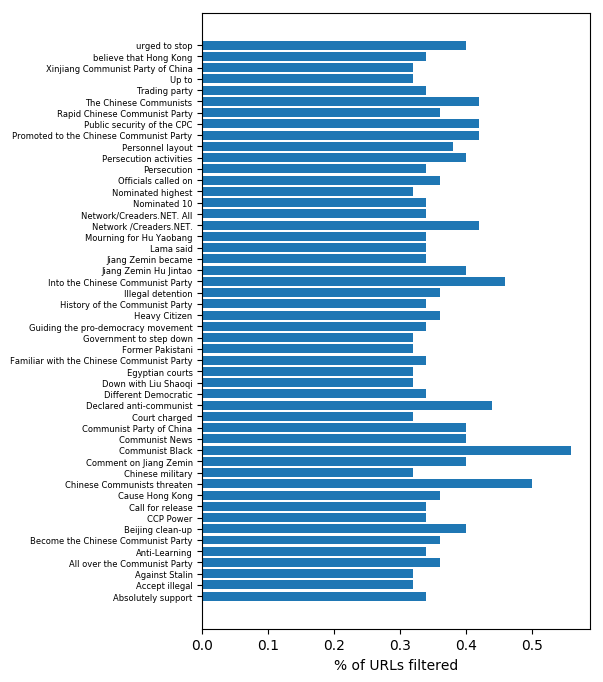 urged to stop
believe that Hong Kong
Xinjiang Communist Party of China
Up to
Trading party
The Chinese Communists
Rapid Chinese Communist Party
Public security of the CPC
Promoted to the Chinese Communist Party
Personnel layout
Persecution activities
Persecution
Officials called on
Nominated highest
Nominated 10
Network/Creaders.NET. All
Network /Creaders.NET.
Mourning for Hu Yaobang
Lama said
Jiang Zemin became
Jiang Zemin Hu Jintao
Into the Chinese Communist Party
Illegal detention
History of the Communist Party
Heavy Citizen
Guiding the pro-democracy movement
Government to step down
Former Pakistani
Familiar with the Chinese Communist Party
Egyptian courts
Down with Liu Shaoqi
Different Democratic
Declared anti-communist
Court charged
Communist Party of China
Communist News
Communist Black
Comment on Jiang Zemin
Chinese military
Chinese Communists threaten
Cause Hong Kong
Call for release
CCP Power
Beijing clean-up
Become the Chinese Communist Party
Anti-Learning
All over the Communist Party
Against Stalin
Accept illegal
Absolutely support
0.0 0.1 0.2 0.3 0.4 0.5
% of URLs filtered